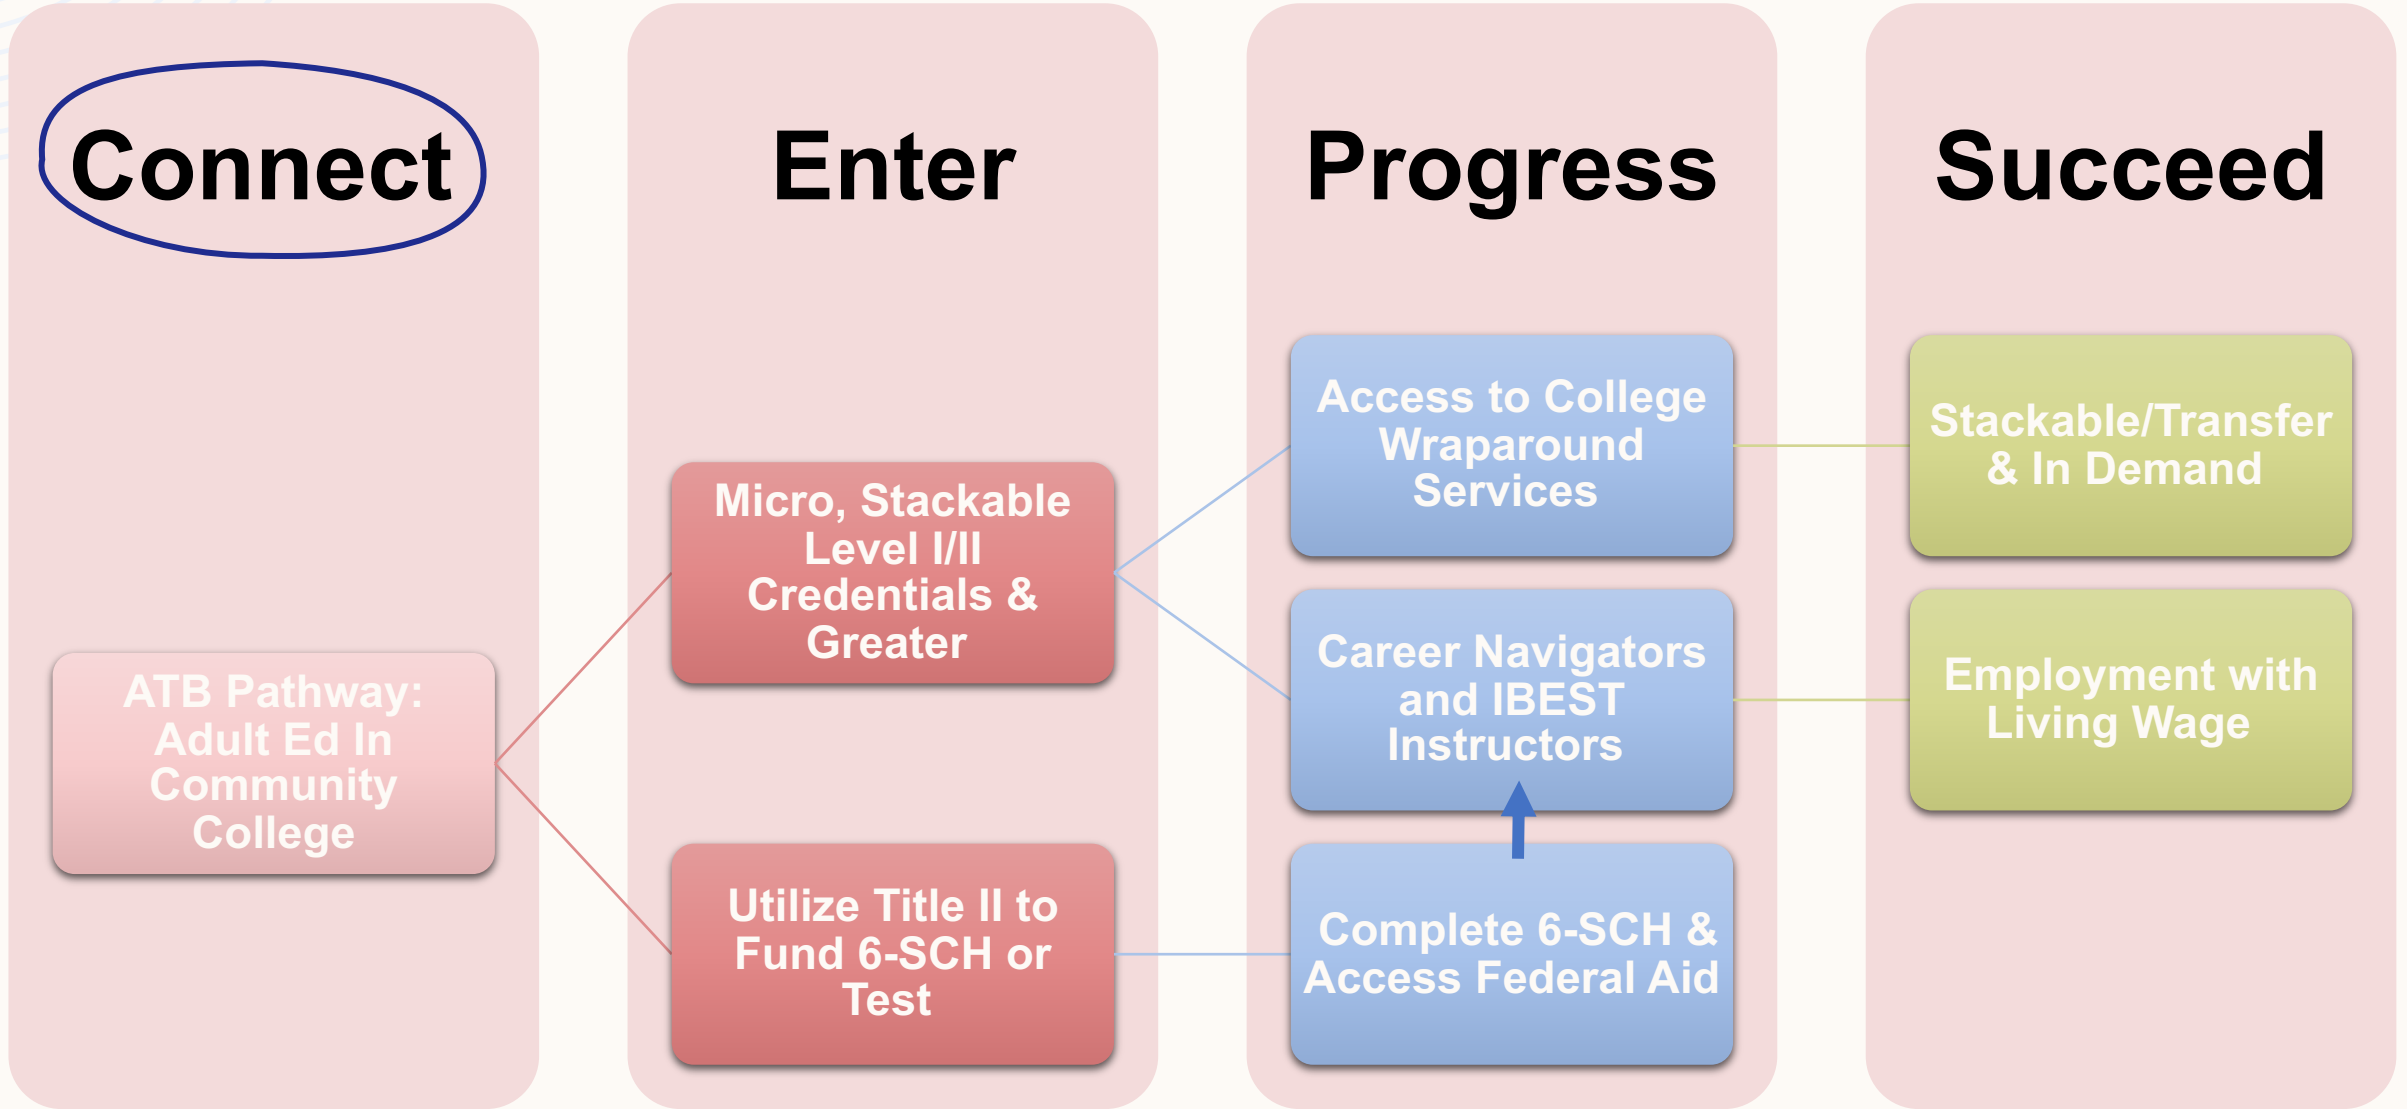 Connect
Enter
Progress
Succeed
ATB Pathway:
Adult Ed In
Community
College
Micro, Stackable
Level I/II
Credentials &
Greater
Utilize Title II to
Fund 6-SCH or
Test
Access to College
Wraparound
Services
Career Navigators
and IBEST
Instructors
Complete 6-SCH &
Access Federal Aid
Stackable/Transfer
& In Demand
Employment with
Living Wage